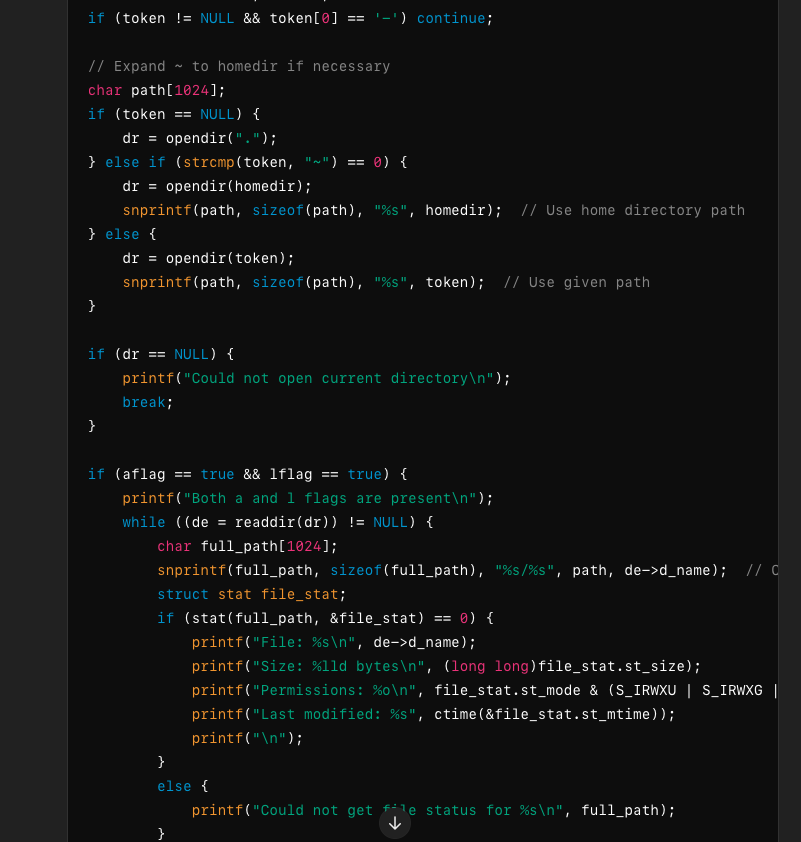 if (token != NULL && token[0] == '-') continue;
// Expand ~ to homedir if necessary
char path[1024];
if (token == NULL) {
dr = opendir(".");
} else if (strcmp(token, "~") == 0) {
dr = opendir(homedir);
snprintf(path, sizeof(path), "%s", homedir);  // Use home directory path
} else {
dr = opendir(token);
snprintf(path, sizeof(path), "%s", token);  // Use given path
}
if (dr == NULL) {
printf("Could not open current directory\n");
break;
}
if (aflag == true && lflag == true) {
printf("Both a and l flags are present\n");
while ((de = readdir(dr)) != NULL) {
char full_path[1024];
snprintf(full_path, sizeof(full_path), "%s/%s", path, de->d_name);  //
struct stat file_stat;
if (stat(full_path, &file_stat) == 0) {
printf("File: %s\n", de->d_name);
printf("Size: %lld bytes\n", (long long)file_stat.st_size);
printf("Permissions: %o\n", file_stat.st_mode & (S_IRWXU | S_IRWXG |
printf("Last modified: %s", ctime(&file_stat.st_mtime));
printf("\n");
}
else {
printf("Could not get file status for %s\n", full_path);
}